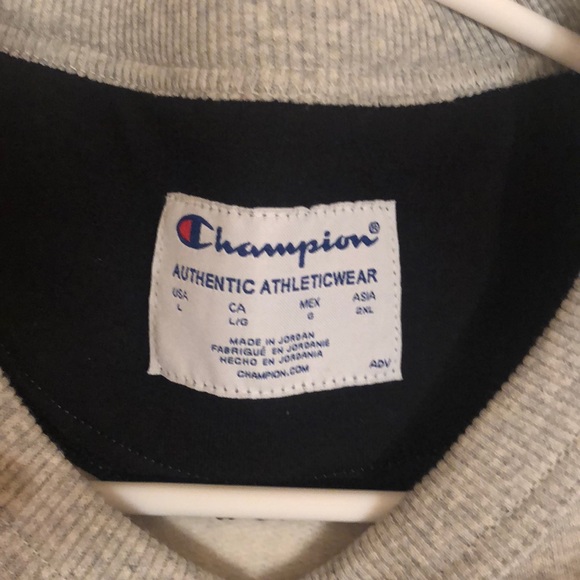 Champion®
AUTHENTIC ATHLETICWEAR
USA CA MEX ASIA
L L/G G 2XL
MADE IN JORDAN
FABRIQUÉ EN JORDANIE
HECHO EN JORDANIA
CHAMPION.COM ADV